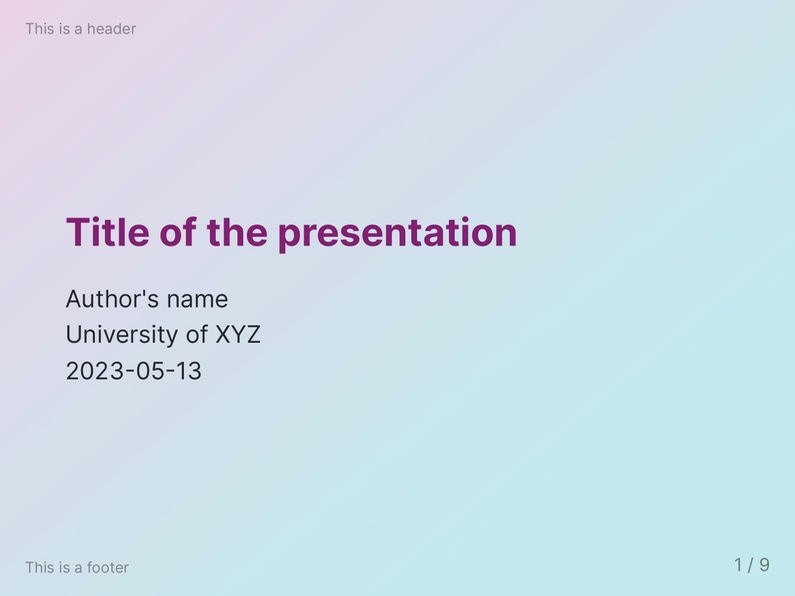 This is a header
Title of the presentation
Author's name
University of XYZ
2023-05-13
This is a footer
1 / 9